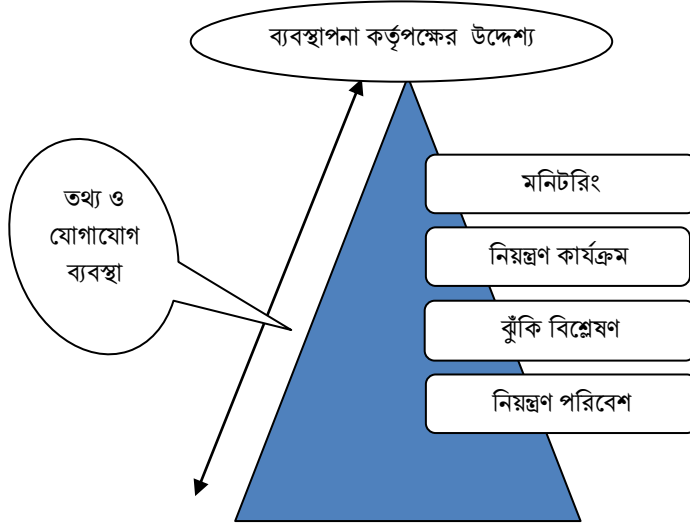 ব্যবস্থাপনা কর্তৃপক্ষের উদ্দেশ্য
তথ্য ও
যোগাযোগ
ব্যবস্থা
মনিটরিং
নিয়ন্ত্রণ কার্যক্রম
ঝুঁকি বিশ্লেষণ
নিয়ন্ত্রণ পরিবেশ